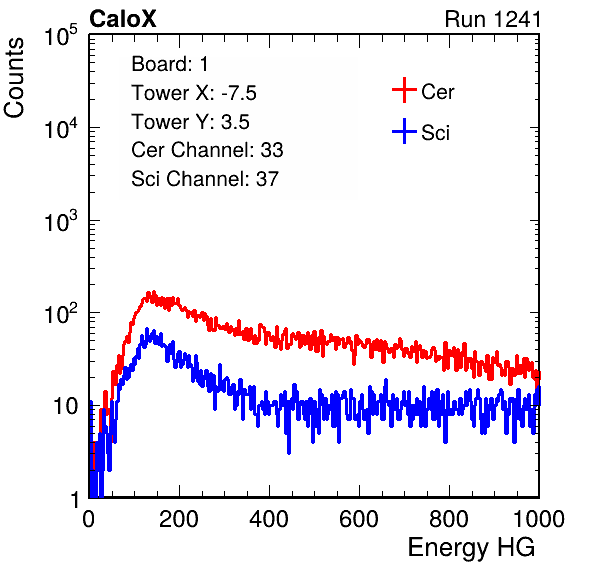 CaloX Run 1241
Counts
10^5
10^4
10^3
10^2
10
1
Board: 1
Tower X: -7.5
Tower Y: 3.5
Cer Channel: 33
Sci Channel: 37
Cer
Sci
0 200 400 600 800 1000
Energy HG